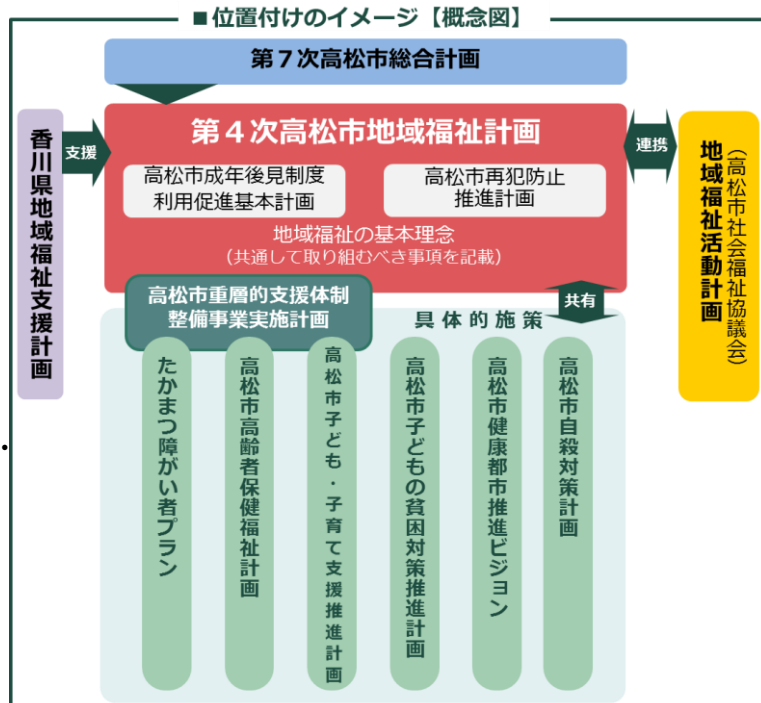 ■位置付けのイメージ【概念図】
第７次高松市総合計画
香川県地域福祉支援計画
支援
第４次高松市地域福祉計画
高松市成年後見制度
利用促進基本計画
高松市再犯防止
推進計画
地域福祉の基本理念
(共通して取り組むべき事項を記載)
連携
地域福祉活動計画
（高松市社会福祉協議会）
高松市重層的支援体制
整備事業実施計画
共有
具体的施策
たかまつ障がい者プラン
高松市高齢者保健福祉計画
高松市子ども・子育て支援推進計画
高松市子どもの貧困対策推進計画
高松市健康都市推進ビジョン
高松市自殺対策計画